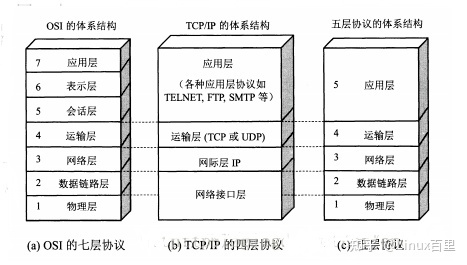 OSI 的体系结构
7 应用层
6 表示层
5 会话层
4 运输层
3 网络层
2 数据链路层
1 物理层
(a) OSI 的七层协议
TCP/IP 的体系结构
应用层
(各种应用层协议如
TELNET, FTP, SMTP 等)
运输层 (TCP 或 UDP)
网际层 IP
网络接口层
(b) TCP/IP 的四层协议
五层协议的体系结构
5 应用层
4 运输层
3 网络层
2 数据链路层
1 物理层
(c) 五层协议
Linux百里